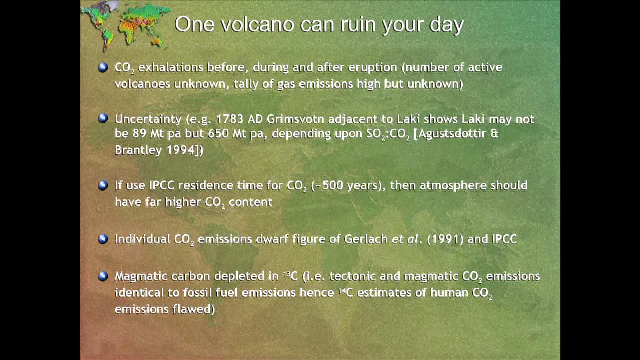 One volcano can ruin your day
CO₂ exhalations before, during and after eruption (number of active
volcanoes unknown, tally of gas emissions high but unknown)
Uncertainty (e.g. 1783 AD Grimsvotn adjacent to Laki shows Laki may not
be 89 Mt pa but 650 Mt pa, depending upon SO₂:CO₂ [Agustsdottir &
Brantley 1994])
If use IPCC residence time for CO₂ (~500 years), then atmosphere should
have far higher CO₂ content
Individual CO₂ emissions dwarf figure of Gerlach et al. (1991) and IPCC
Magmatic carbon depleted in ¹³C (i.e. tectonic and magmatic CO₂ emissions
identical to fossil fuel emissions hence ¹⁴C estimates of human CO₂
emissions flawed)